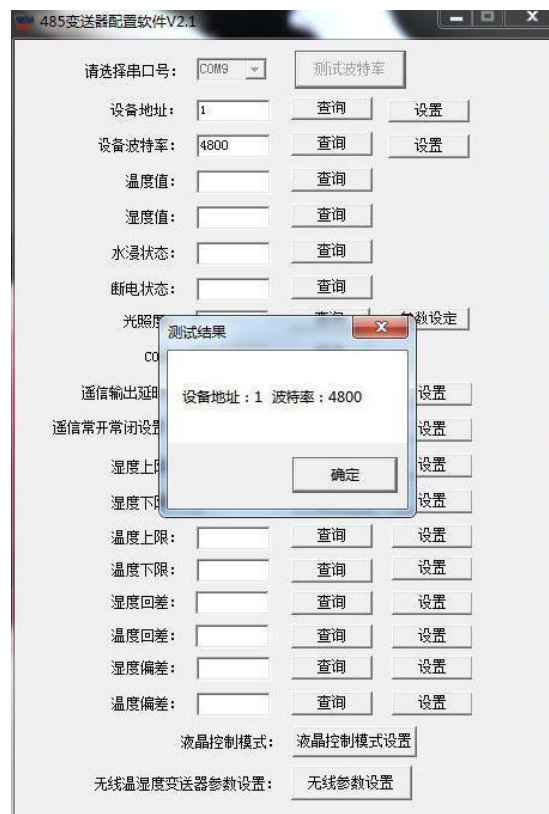 485变送器配置软件V2.1
请选择串口号： COM9 测试波特率
设备地址： 1 查询 设置
设备波特率： 4800 查询 设置
温度值： 查询
湿度值： 查询
水浸状态： 查询
断电状态： 查询
光照度 参数设定
测试结果
CO
设备地址：1 波特率：4800
遥信输出延时 设置
遥信常开常闭设置 设置
湿度上限 设置
确定
湿度下限 设置
温度上限： 查询 设置
温度下限： 查询 设置
湿度回差： 查询 设置
温度回差： 查询 设置
湿度偏差： 查询 设置
温度偏差： 查询 设置
液晶控制模式： 液晶控制模式设置
无线温湿度变送器参数设置： 无线参数设置